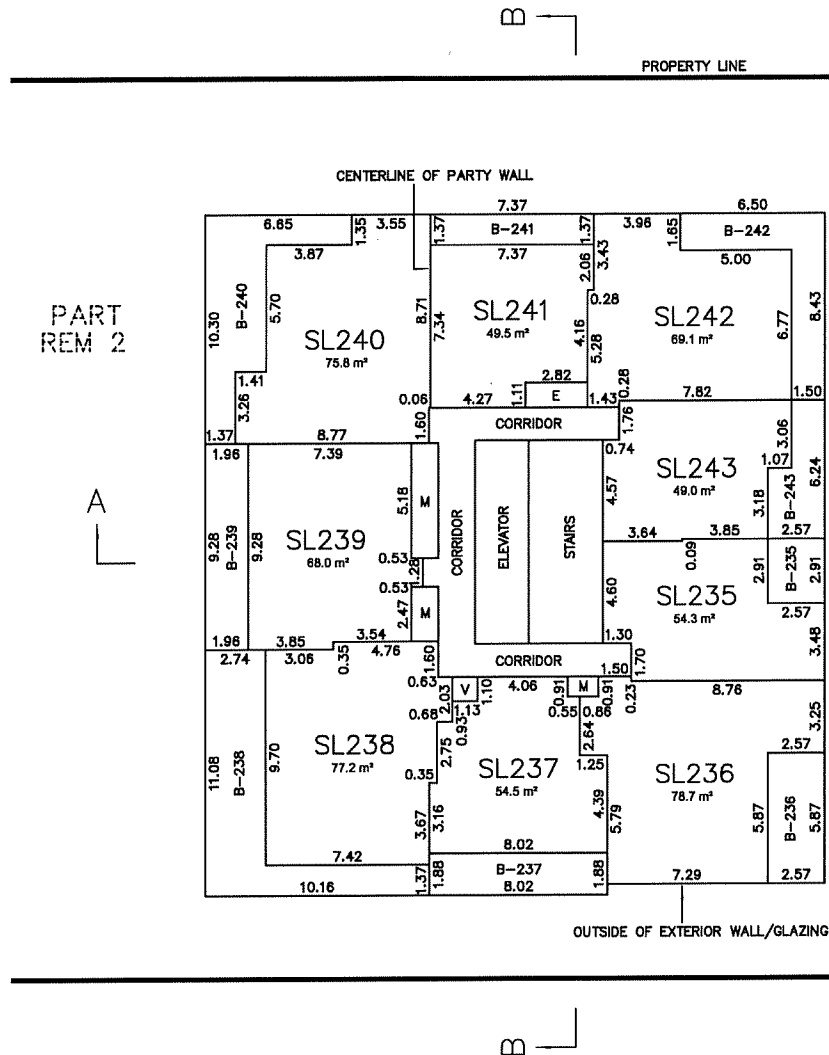 B
PROPERTY LINE
CENTERLINE OF PARTY WALL
7.37
6.50
6.65
3.55
1.35
1.37
B-241
1.37
3.96
1.65
B-242
3.87
7.37
2.06
3.43
5.00
PART
REM 2
10.30
B-240
5.70
SL240
75.8 m²
8.71
7.34
SL241
49.5 m²
0.28
4.16
5.28
SL242
69.1 m²
6.77
8.43
1.41
3.26
2.82
0.06
4.27
1.11
E
1.43
0.28
7.82
1.50
1.37
8.77
1.60
CORRIDOR
1.76
3.06
1.96
7.39
0.74
1.07
6.24
A
9.28
B-239
9.28
SL239
68.0 m²
5.18
M
CORRIDOR
ELEVATOR
STAIRS
4.57
SL243
49.0 m²
3.18
B-243
3.64
3.85
2.57
0.53
1.28
0.53
0.09
2.91
B-235
2.91
2.47
M
4.60
SL235
54.3 m²
2.57
1.96
3.85
3.54
1.30
3.48
2.74
3.06
0.35
4.76
1.60
CORRIDOR
1.70
0.63
V
1.10
4.06
0.91
M
0.91
1.50
0.23
8.76
2.03
1.13
0.55
0.86
0.68
0.93
3.25
11.08
B-238
9.70
SL238
77.2 m²
2.75
2.64
1.25
2.57
0.35
SL237
54.5 m²
SL236
78.7 m²
3.67
3.16
4.39
5.79
5.87
B-236
5.87
7.42
8.02
10.16
1.37
1.88
B-237
8.02
1.88
7.29
2.57
OUTSIDE OF EXTERIOR WALL/GLAZING
B